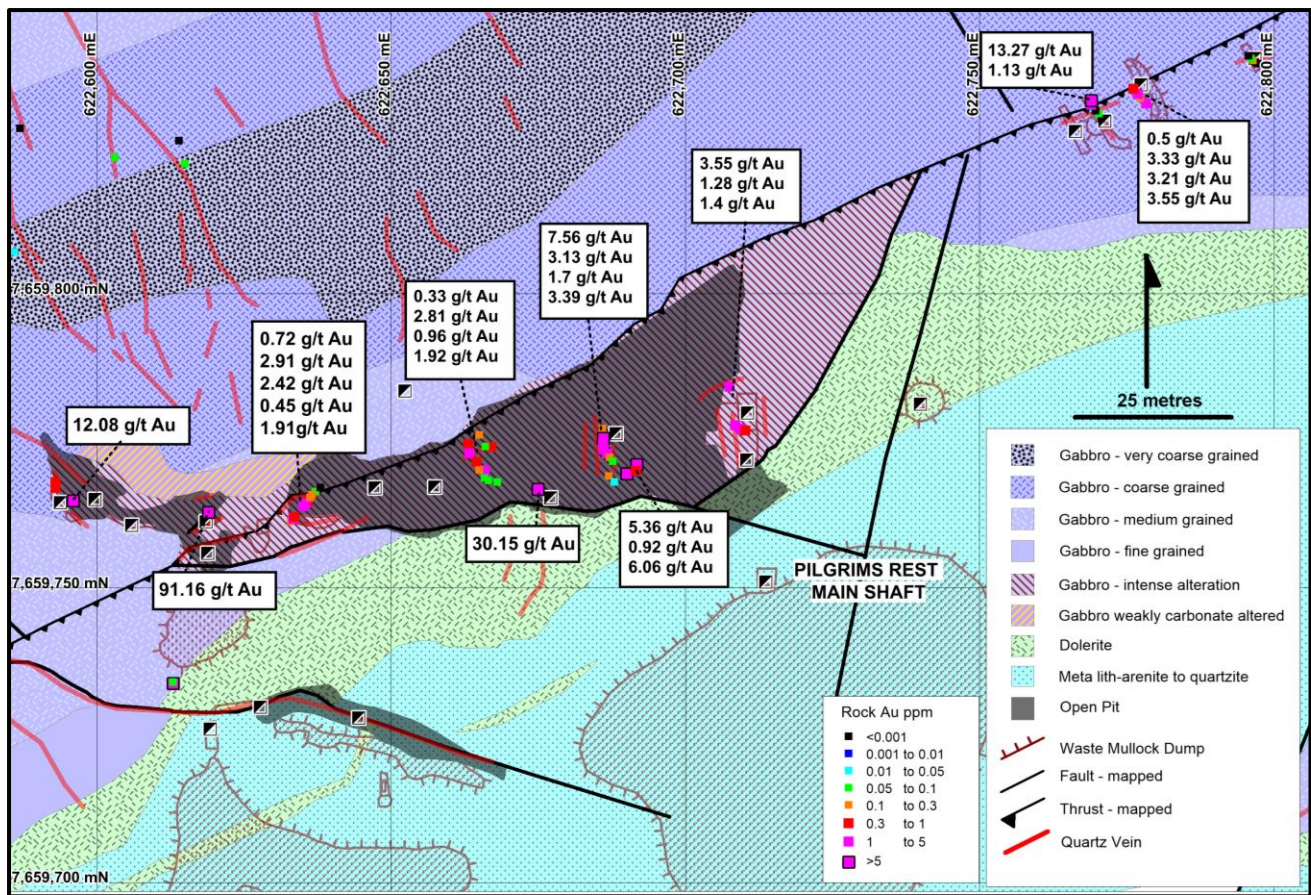 622,600 mE
622,650 mE
622,700 mE
622,750 mE
622,800 mE
13.27 g/t Au
1.13 g/t Au
0.5 g/t Au
3.33 g/t Au
3.21 g/t Au
3.55 g/t Au
3.55 g/t Au
1.28 g/t Au
1.4 g/t Au
7.56 g/t Au
3.13 g/t Au
1.7 g/t Au
3.39 g/t Au
7,659,800 mN
0.33 g/t Au
2.81 g/t Au
0.96 g/t Au
1.92 g/t Au
0.72 g/t Au
2.91 g/t Au
2.42 g/t Au
0.45 g/t Au
1.91g/t Au
12.08 g/t Au
25 metres
5.36 g/t Au
0.92 g/t Au
6.06 g/t Au
30.15 g/t Au
91.16 g/t Au
7,659,750 mN
PILGRIMS REST
MAIN SHAFT
Gabbro - very coarse grained
Gabbro - coarse grained
Gabbro - medium grained
Gabbro - fine grained
Gabbro - intense alteration
Gabbro weakly carbonate altered
Dolerite
Meta lith-arenite to quartzite
Open Pit
Waste Mullock Dump
Fault - mapped
Thrust - mapped
Quartz Vein
Rock Au ppm
<0.001
0.001 to 0.01
0.01 to 0.05
0.05 to 0.1
0.1 to 0.3
0.3 to 1
1 to 5
>5
7,659,700 mN